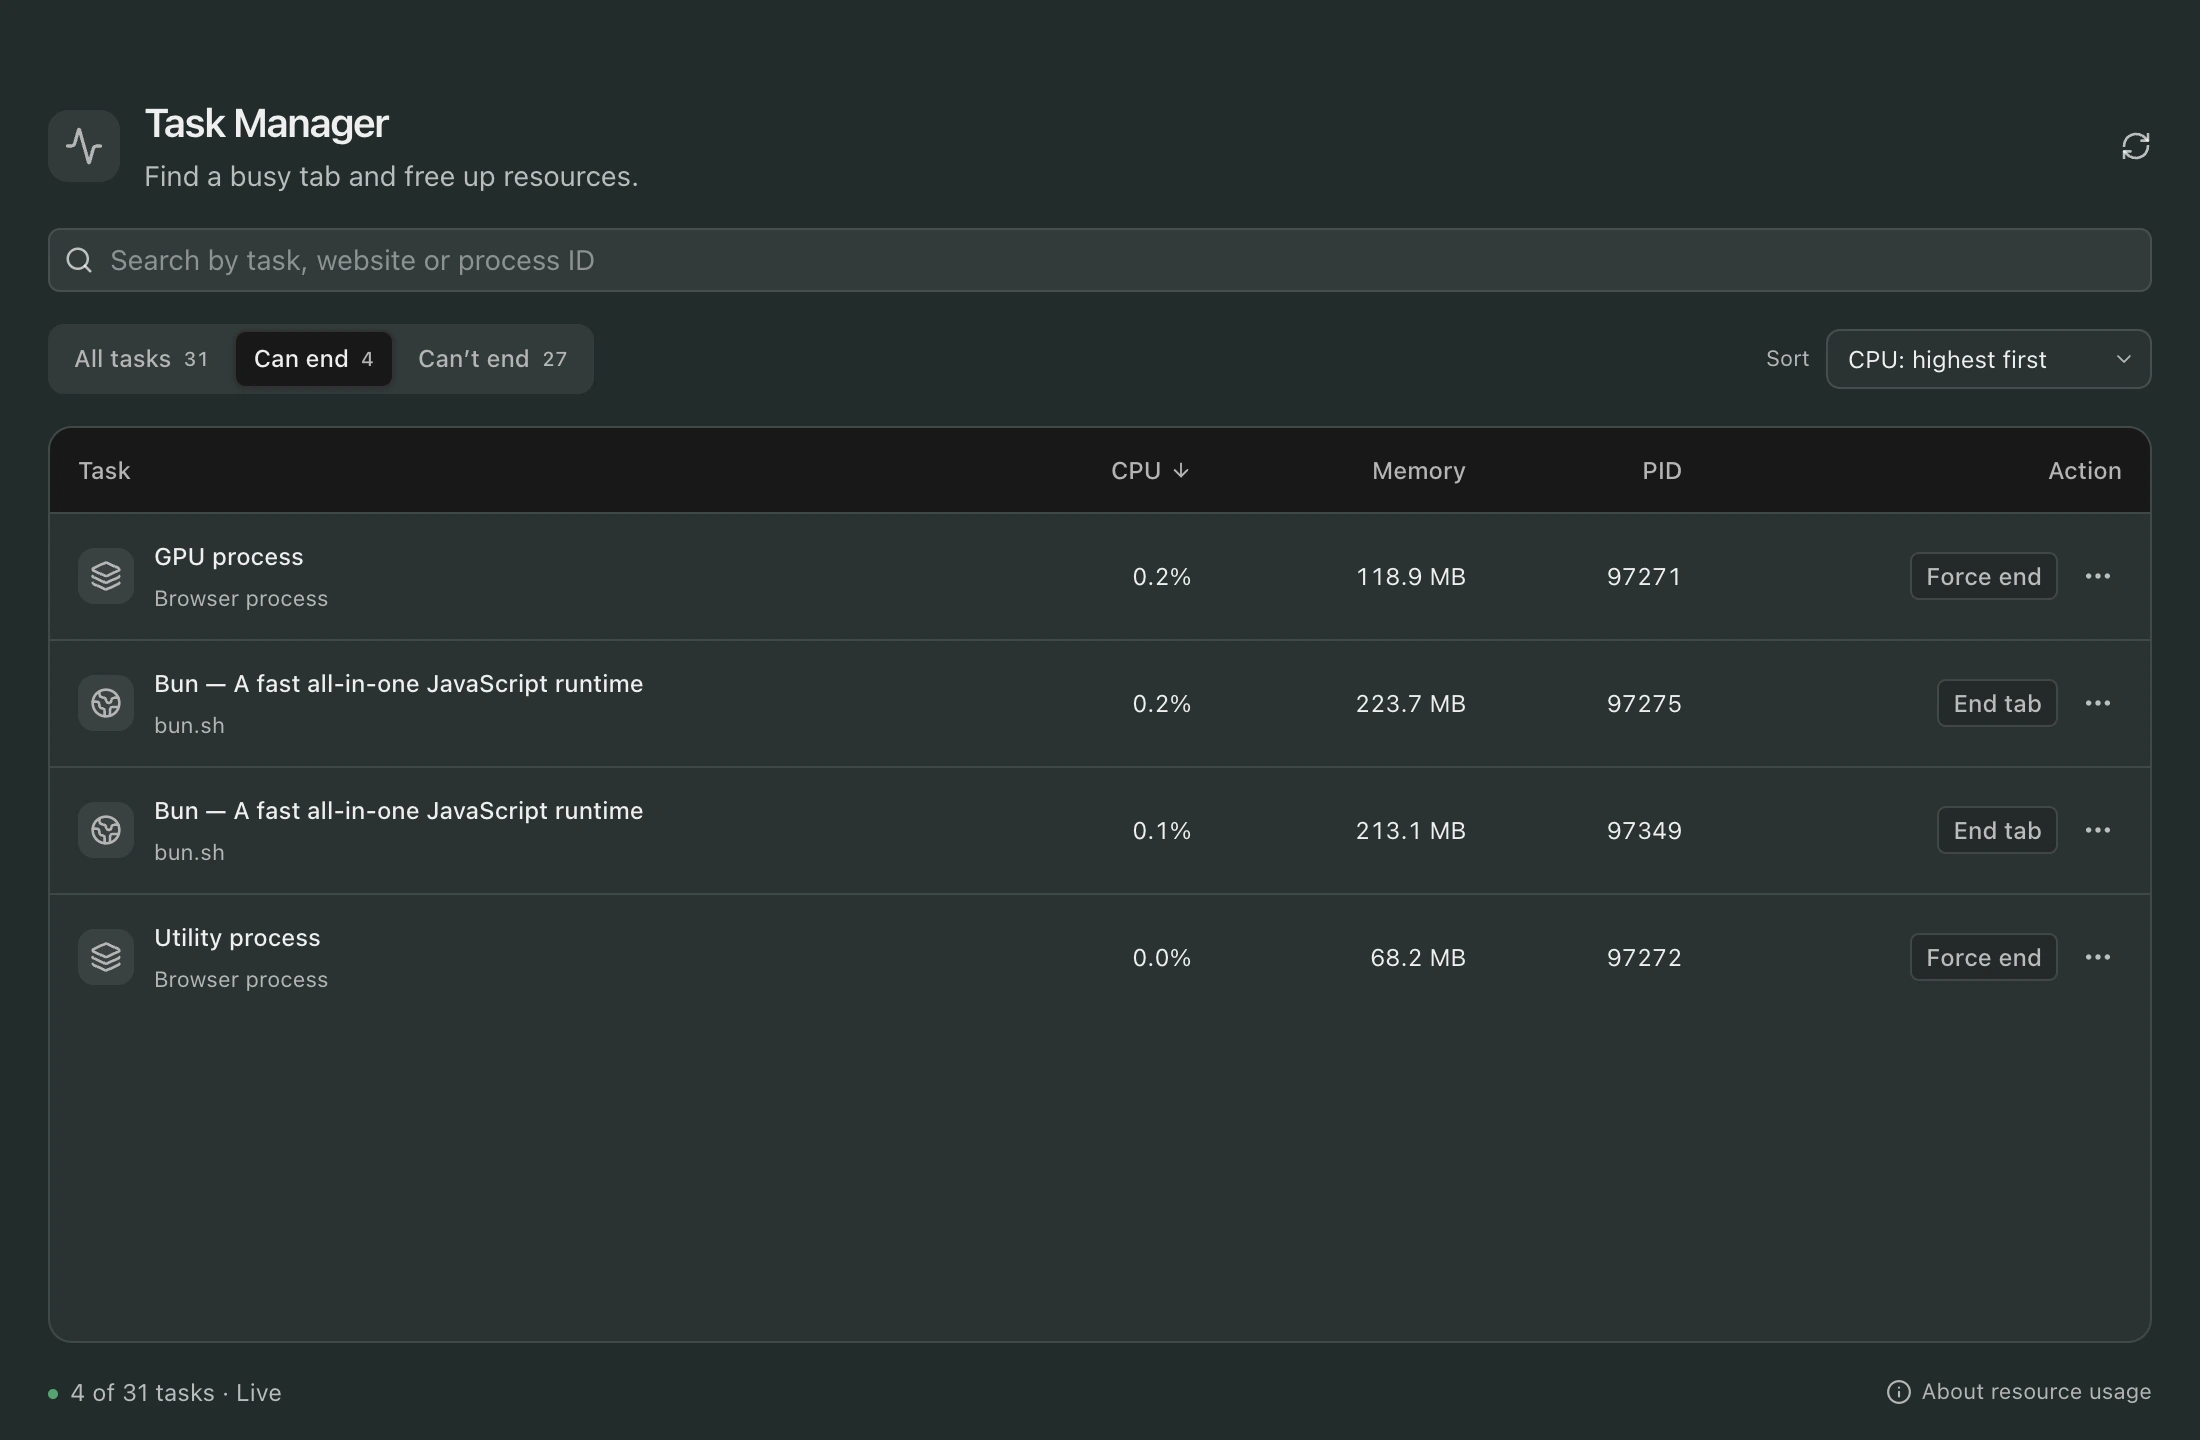 Task Manager
Find a busy tab and free up resources.
Search by task, website or process ID
All tasks 31 Can end 4 Can’t end 27 Sort CPU: highest first
Task CPU Memory PID Action
GPU process
Browser process
0.2% 118.9 MB 97271 Force end
Bun — A fast all-in-one JavaScript runtime
bun.sh
0.2% 223.7 MB 97275 End tab
Bun — A fast all-in-one JavaScript runtime
bun.sh
0.1% 213.1 MB 97349 End tab
Utility process
Browser process
0.0% 68.2 MB 97272 Force end
4 of 31 tasks · Live
About resource usage